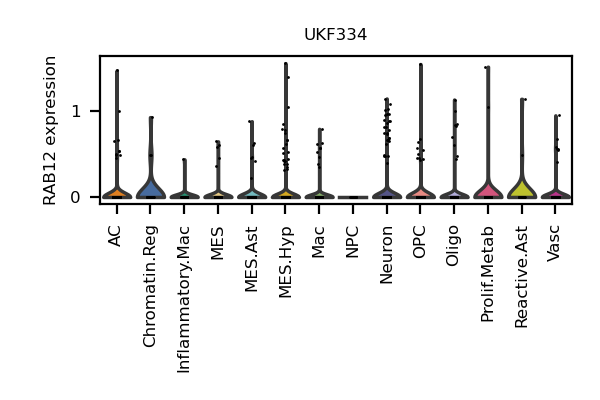 UKF334
RAB12 expression
1
0
AC
Chromatin.Reg
Inflammatory.Mac
MES
MES.Ast
MES.Hyp
Mac
NPC
Neuron
OPC
Oligo
Prolif.Metab
Reactive.Ast
Vasc